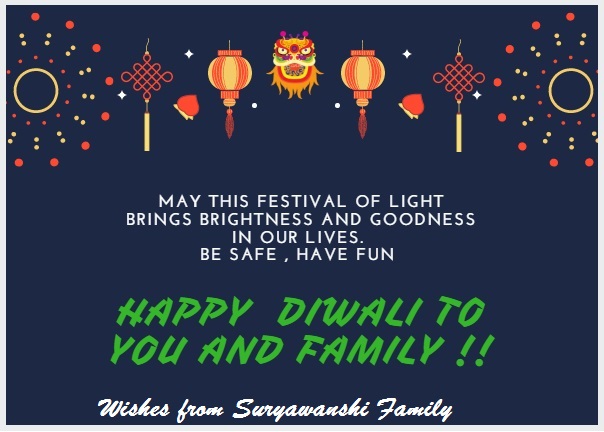 MAY THIS FESTIVAL OF LIGHT
BRINGS BRIGHTNESS AND GOODNESS
IN OUR LIVES.
BE SAFE , HAVE FUN
HAPPY DIWALI TO
YOU AND FAMILY !!
Wishes from Suryawanshi Family